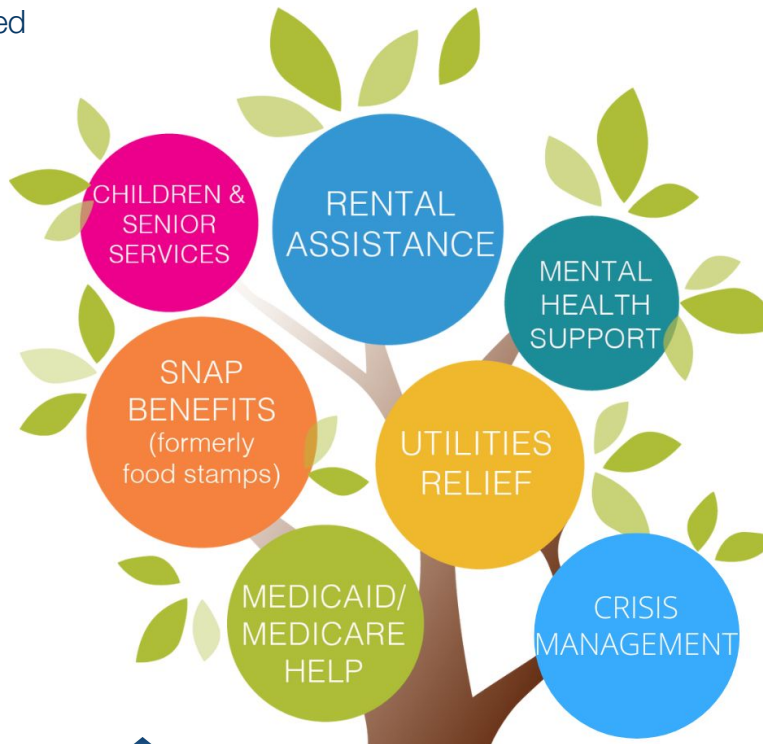 ed
CHILDREN &
SENIOR
SERVICES
RENTAL
ASSISTANCE
MENTAL
HEALTH
SUPPORT
SNAP
BENEFITS
(formerly
food stamps)
UTILITIES
RELIEF
MEDICAID/
MEDICARE
HELP
CRISIS
MANAGEMENT